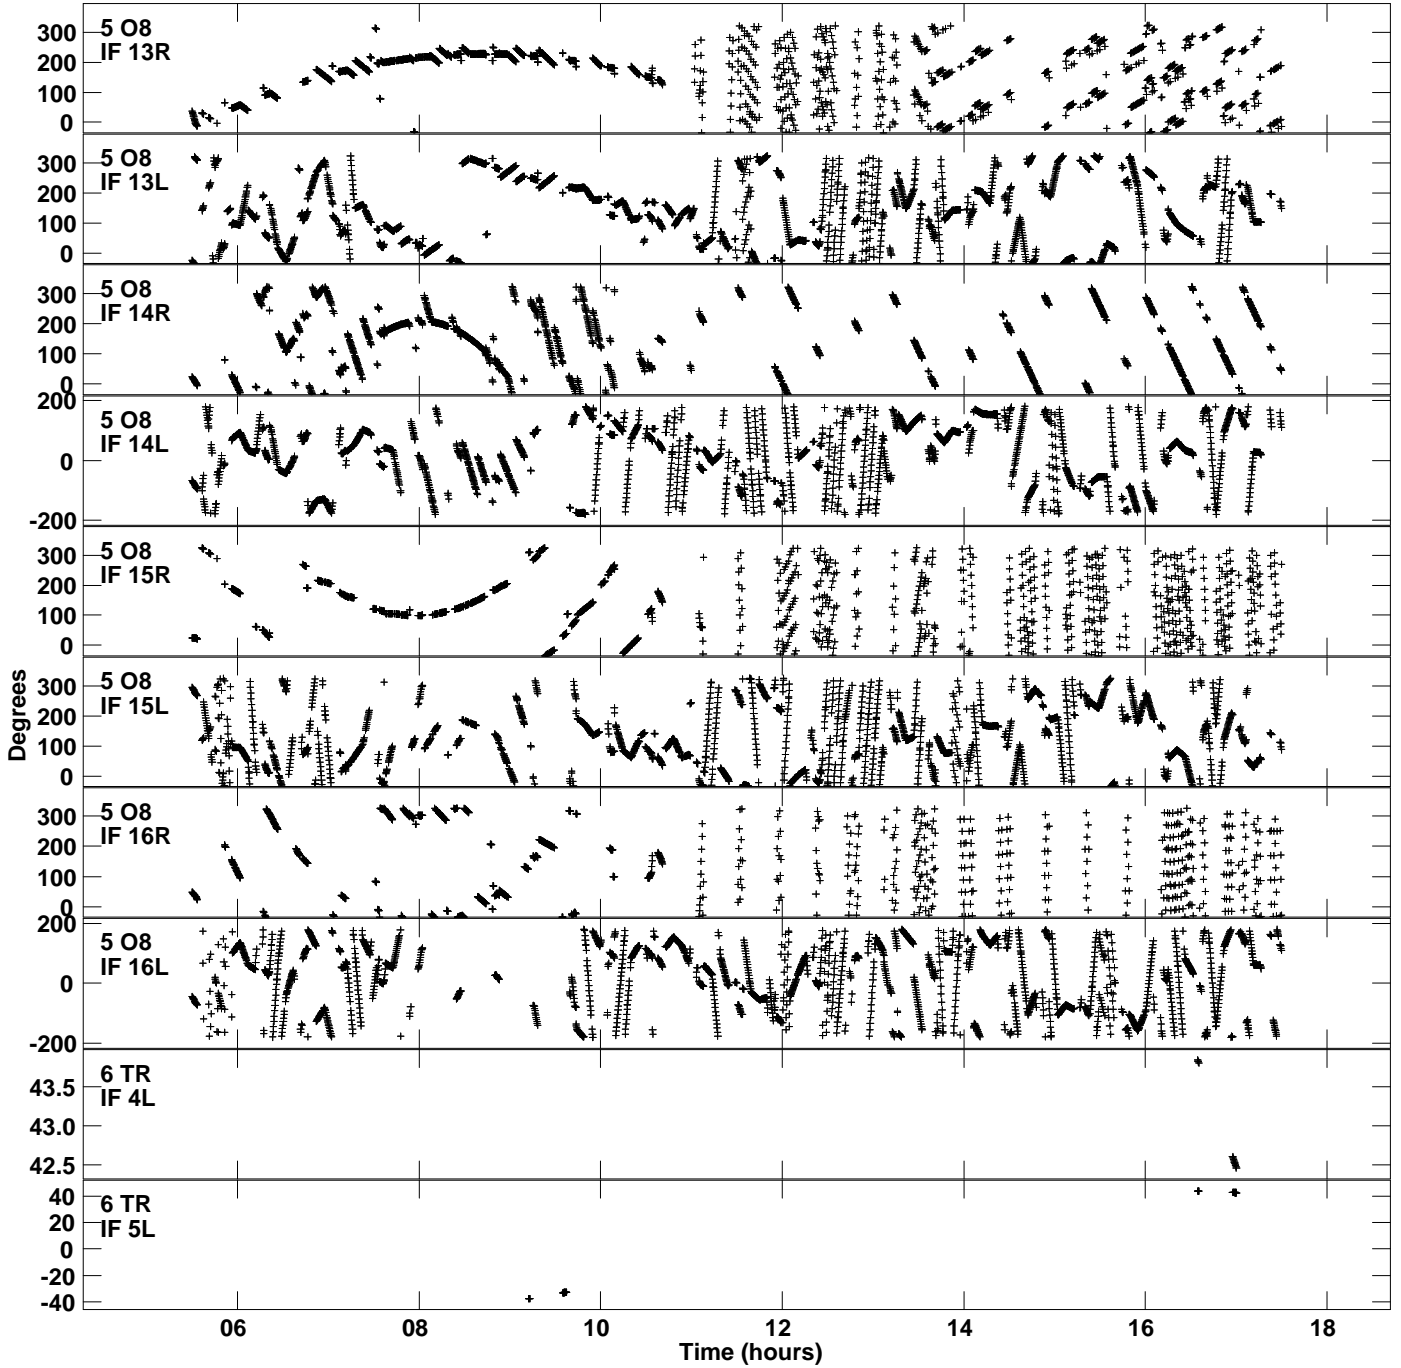 5 O8
IF 13R
300
200
100
0
5 O8
IF 13L
300
200
100
0
5 O8
IF 14R
300
200
100
0
5 O8
IF 14L
200
0
-200
5 O8
IF 15R
300
200
100
0
5 O8
IF 15L
300
200
100
0
5 O8
IF 16R
300
200
100
0
5 O8
IF 16L
200
0
-200
6 TR
IF 4L
43.5
43.0
42.5
6 TR
IF 5L
40
20
0
-20
-40
Degrees
06 08 10 12 14 16 18
Time (hours)